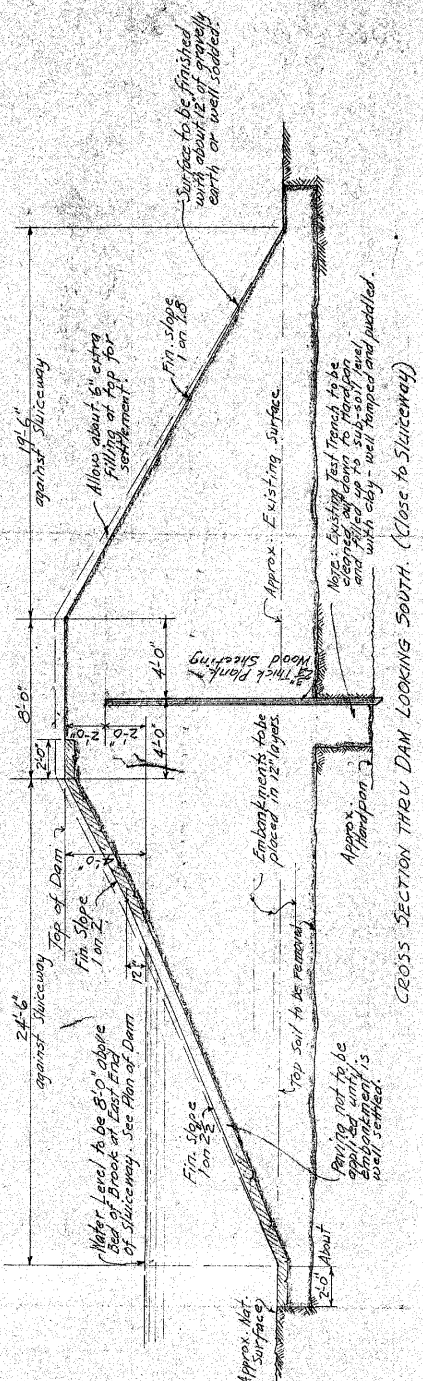 24'-6"
against Sluiceway
8'-0"
19'-6"
against Sluiceway
Water Level to be 8'-0" above
Bed of Brook at East End
of Sluiceway. See Plan of Dam
Top of Dam
Fin. Slope
1 on 2
12"
4'-0"
2'-0"
2'-0"
2'-0"
4'-0"
4'-0"
Allow about 6" extra
Filling at top for
settlement.
Fin. slope
1 on 1.8
Surface to be finished
with about 12" of gravelly
earth or well sodded.
Fin. Slope
1 on 2½
Thick Plank
Wood Sheeting
Approx. Existing Surface
Embankments to be
placed in 12" layers.
Top Soil to be removed
Approx. Nat.
Surface
2'-0" About
Paving not to be
applied until
Embankment is
well settled.
Approx.
Hardpan
Note: Existing Test Trench to be
cleaned out down to Hardpan
and filled up to sub-soil level
with clay - well tamped and puddled.
CROSS SECTION THRU DAM LOOKING SOUTH. (Close to Sluiceway)